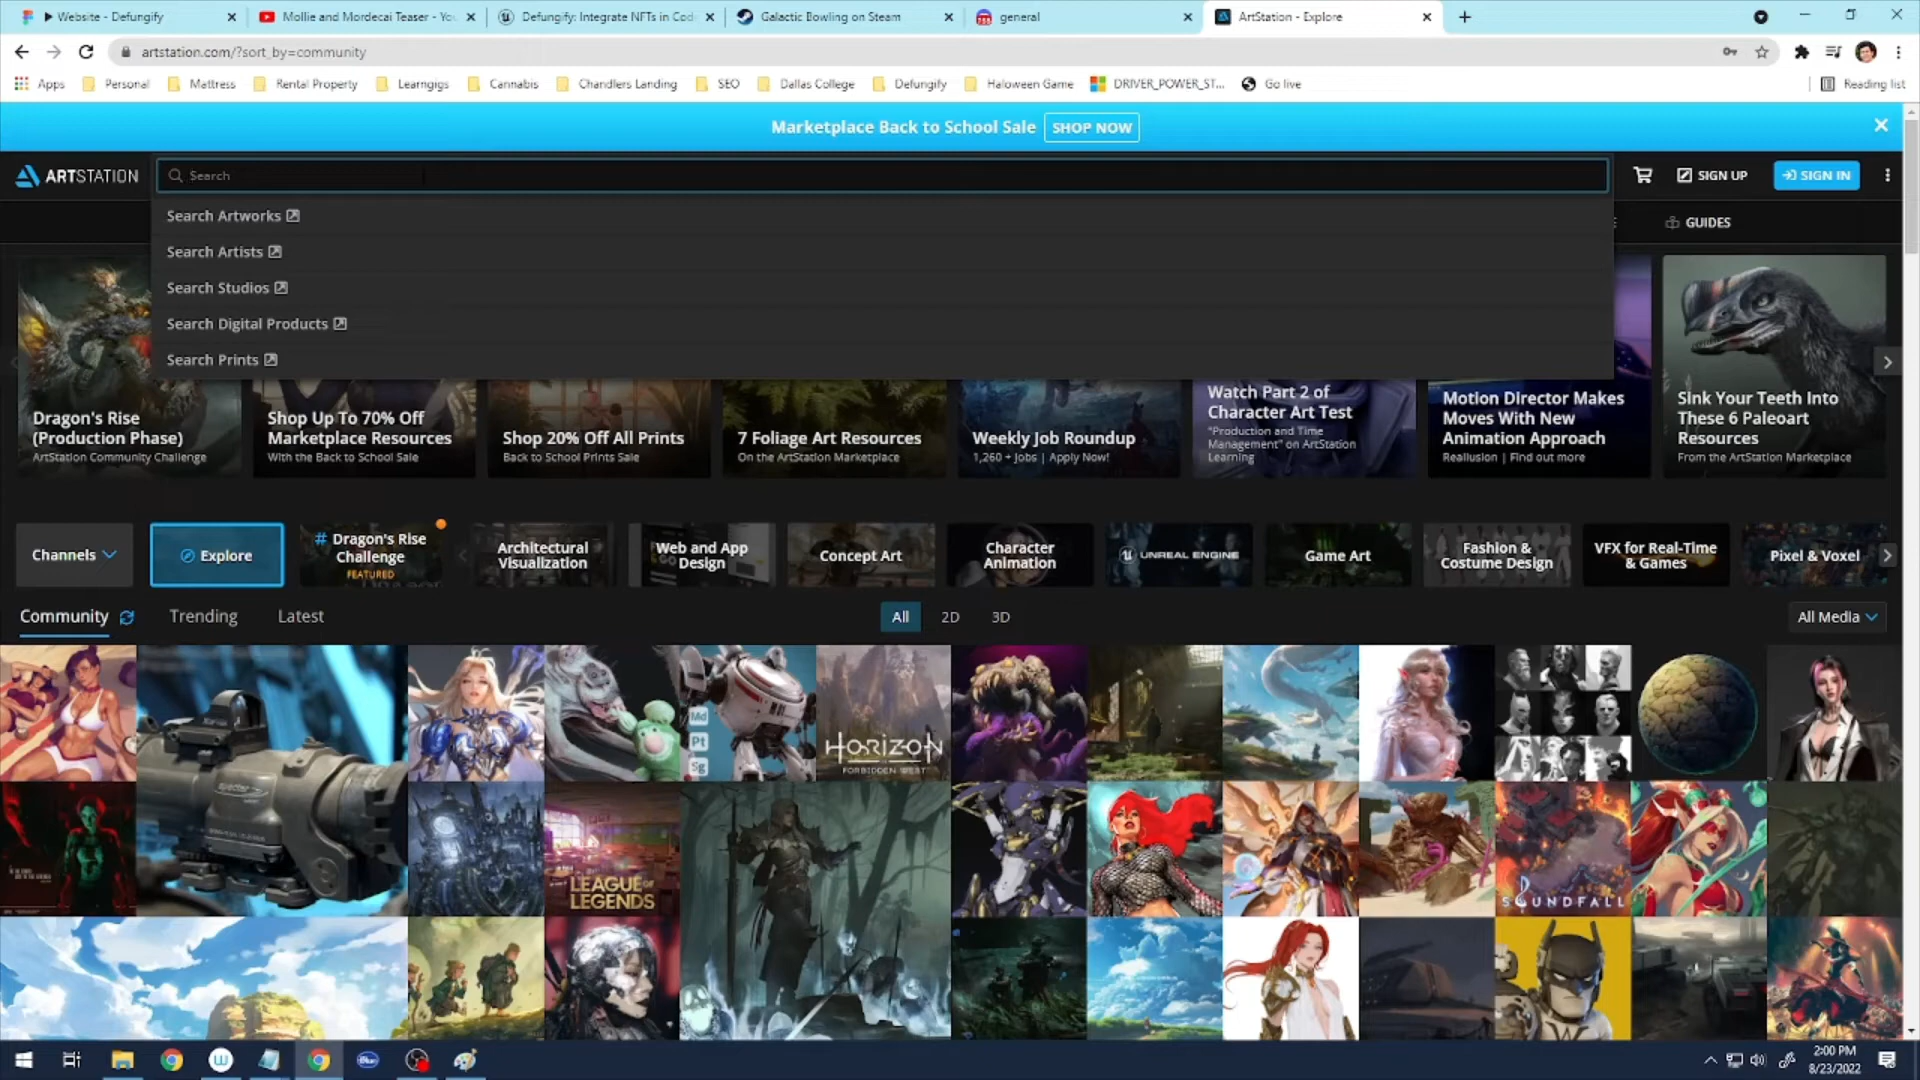 Website - Defungify
Mollie and Mordecai Teaser - You
Defungify: Integrate NFTs in Cod
Galactic Bowling on Steam
general
ArtStation - Explore
artstation.com/?sort_by=community
Apps
Personal
Mattress
Rental Property
Learngigs
Cannabis
Chandlers Landing
SEO
Dallas College
Defungify
Haloween Game
DRIVER_POWER_ST...
Go live
Reading list
Marketplace Back to School Sale
SHOP NOW
ARTSTATION
Search
SIGN UP
SIGN IN
Search Artworks
Search Artists
Search Studios
Search Digital Products
Search Prints
GUIDES
Dragon's Rise
(Production Phase)
ArtStation Community Challenge
Shop Up To 70% Off
Marketplace Resources
With the Back to School Sale
Shop 20% Off All Prints
Back to School Prints Sale
7 Foliage Art Resources
On the ArtStation Marketplace
Weekly Job Roundup
1,260 + Jobs | Apply Now!
Watch Part 2 of
Character Art Test
"Production and Time
Management" on ArtStation
Learning
Motion Director Makes
Moves With New
Animation Approach
Reallusion | Find out more
Sink Your Teeth Into
These 6 Paleoart
Resources
From the ArtStation Marketplace
Channels
Explore
# Dragon's Rise
Challenge
FEATURED
Architectural
Visualization
Web and App
Design
Concept Art
Character
Animation
UNREAL ENGINE
Game Art
Fashion &
Costume Design
VFX for Real-Time
& Games
Pixel & Voxel
Community
Trending
Latest
All
2D
3D
All Media
Md
Pt
Sg
HORIZON
FORBIDDEN WEST
specter
LEAGUE OF
LEGENDS
SOUNDFALL
2:00 PM
8/23/2022